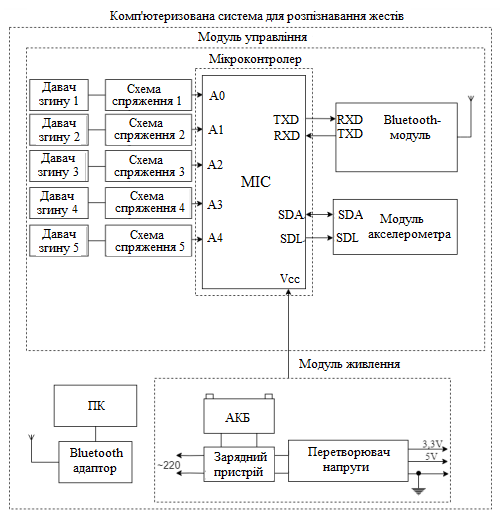 Комп'ютеризована система для розпізнавання жестів
Модуль управління
Мікроконтролер
Давач
згину 1
Схема
спряження 1
A0
Давач
згину 2
Схема
спряження 2
A1
Давач
згину 3
Схема
спряження 3
A2
Давач
згину 4
Схема
спряження 4
A3
Давач
згину 5
Схема
спряження 5
A4
МІС
TXD
RXD
SDA
SDL
Vcc
RXD
TXD
Bluetooth-
модуль
SDA
SDL
Модуль
акселерометра
Модуль живлення
ПК
Bluetooth
адаптор
АКБ
~220
Зарядний
пристрій
Перетворювач
напруги
3,3V
5V